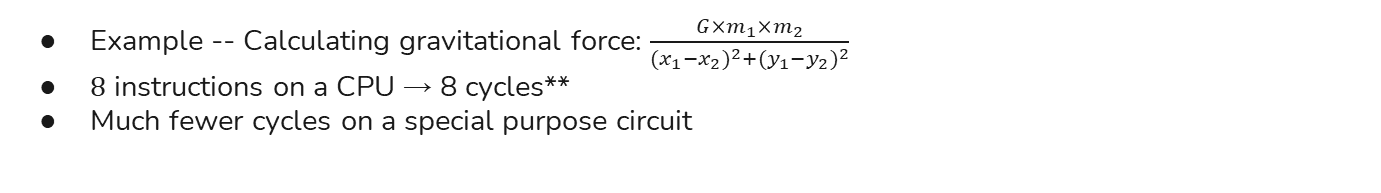 ● Example -- Calculating gravitational force: \frac{G×m₁×m₂}{(x₁−x₂)²+(y₁−y₂)²}
● 8 instructions on a CPU → 8 cycles**
● Much fewer cycles on a special purpose circuit